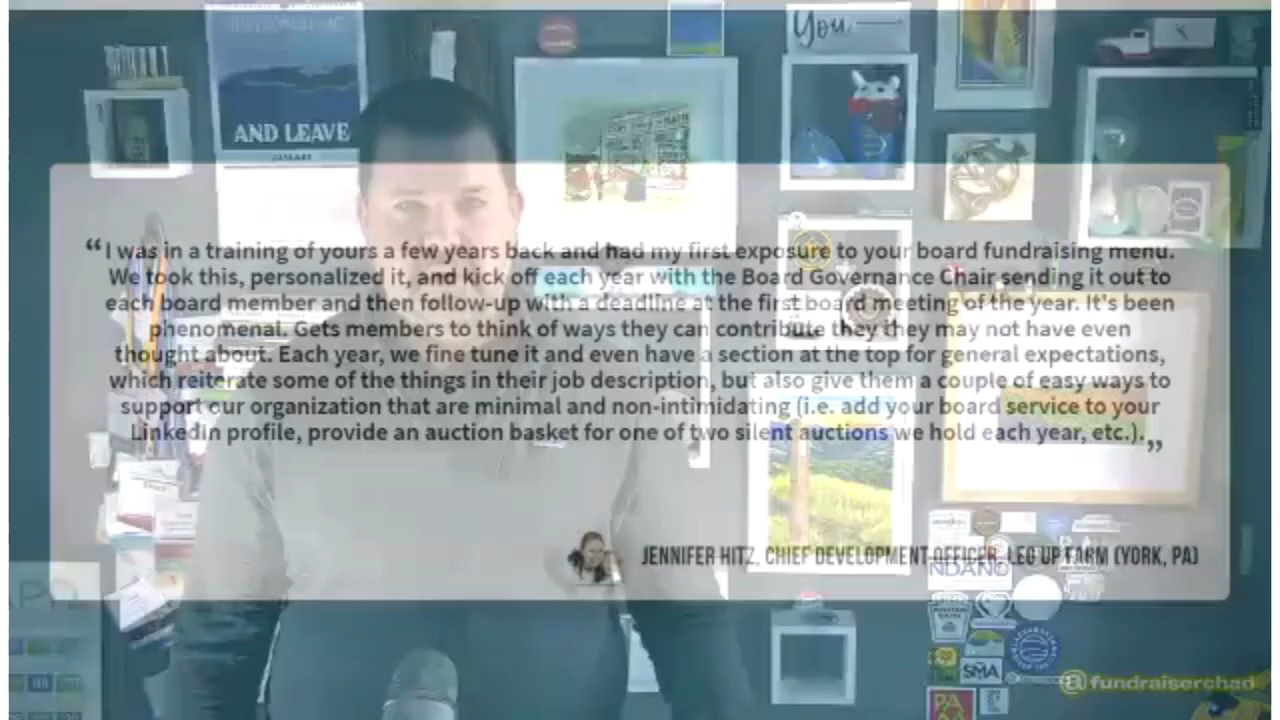 You.
AND LEAVE
JANUARY
“I was in a training of yours a few years back and had my first exposure to your board fundraising menu.
We took this, personalized it, and kick off each year with the Board Governance Chair sending it out to
each board member and then follow-up with a deadline at the first board meeting of the year. It's been
phenomenal. Gets members to think of ways they can contribute they they may not have even
thought about. Each year, we fine tune it and even have a section at the top for general expectations,
which reiterate some of the things in their job description, but also give them a couple of easy ways to
support our organization that are minimal and non-intimidating (i.e. add your board service to your
LinkedIn profile, provide an auction basket for one of two silent auctions we hold each year, etc.).”
JENNIFER HITZ, CHIEF DEVELOPMENT OFFICER, LEG UP FARM (YORK, PA)
SMA
@fundraiserchad